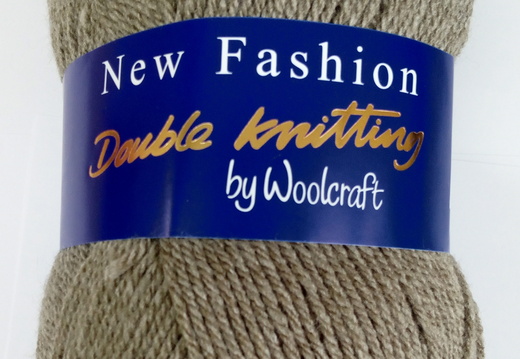 New Fashion
Double knitting
by Woolcraft